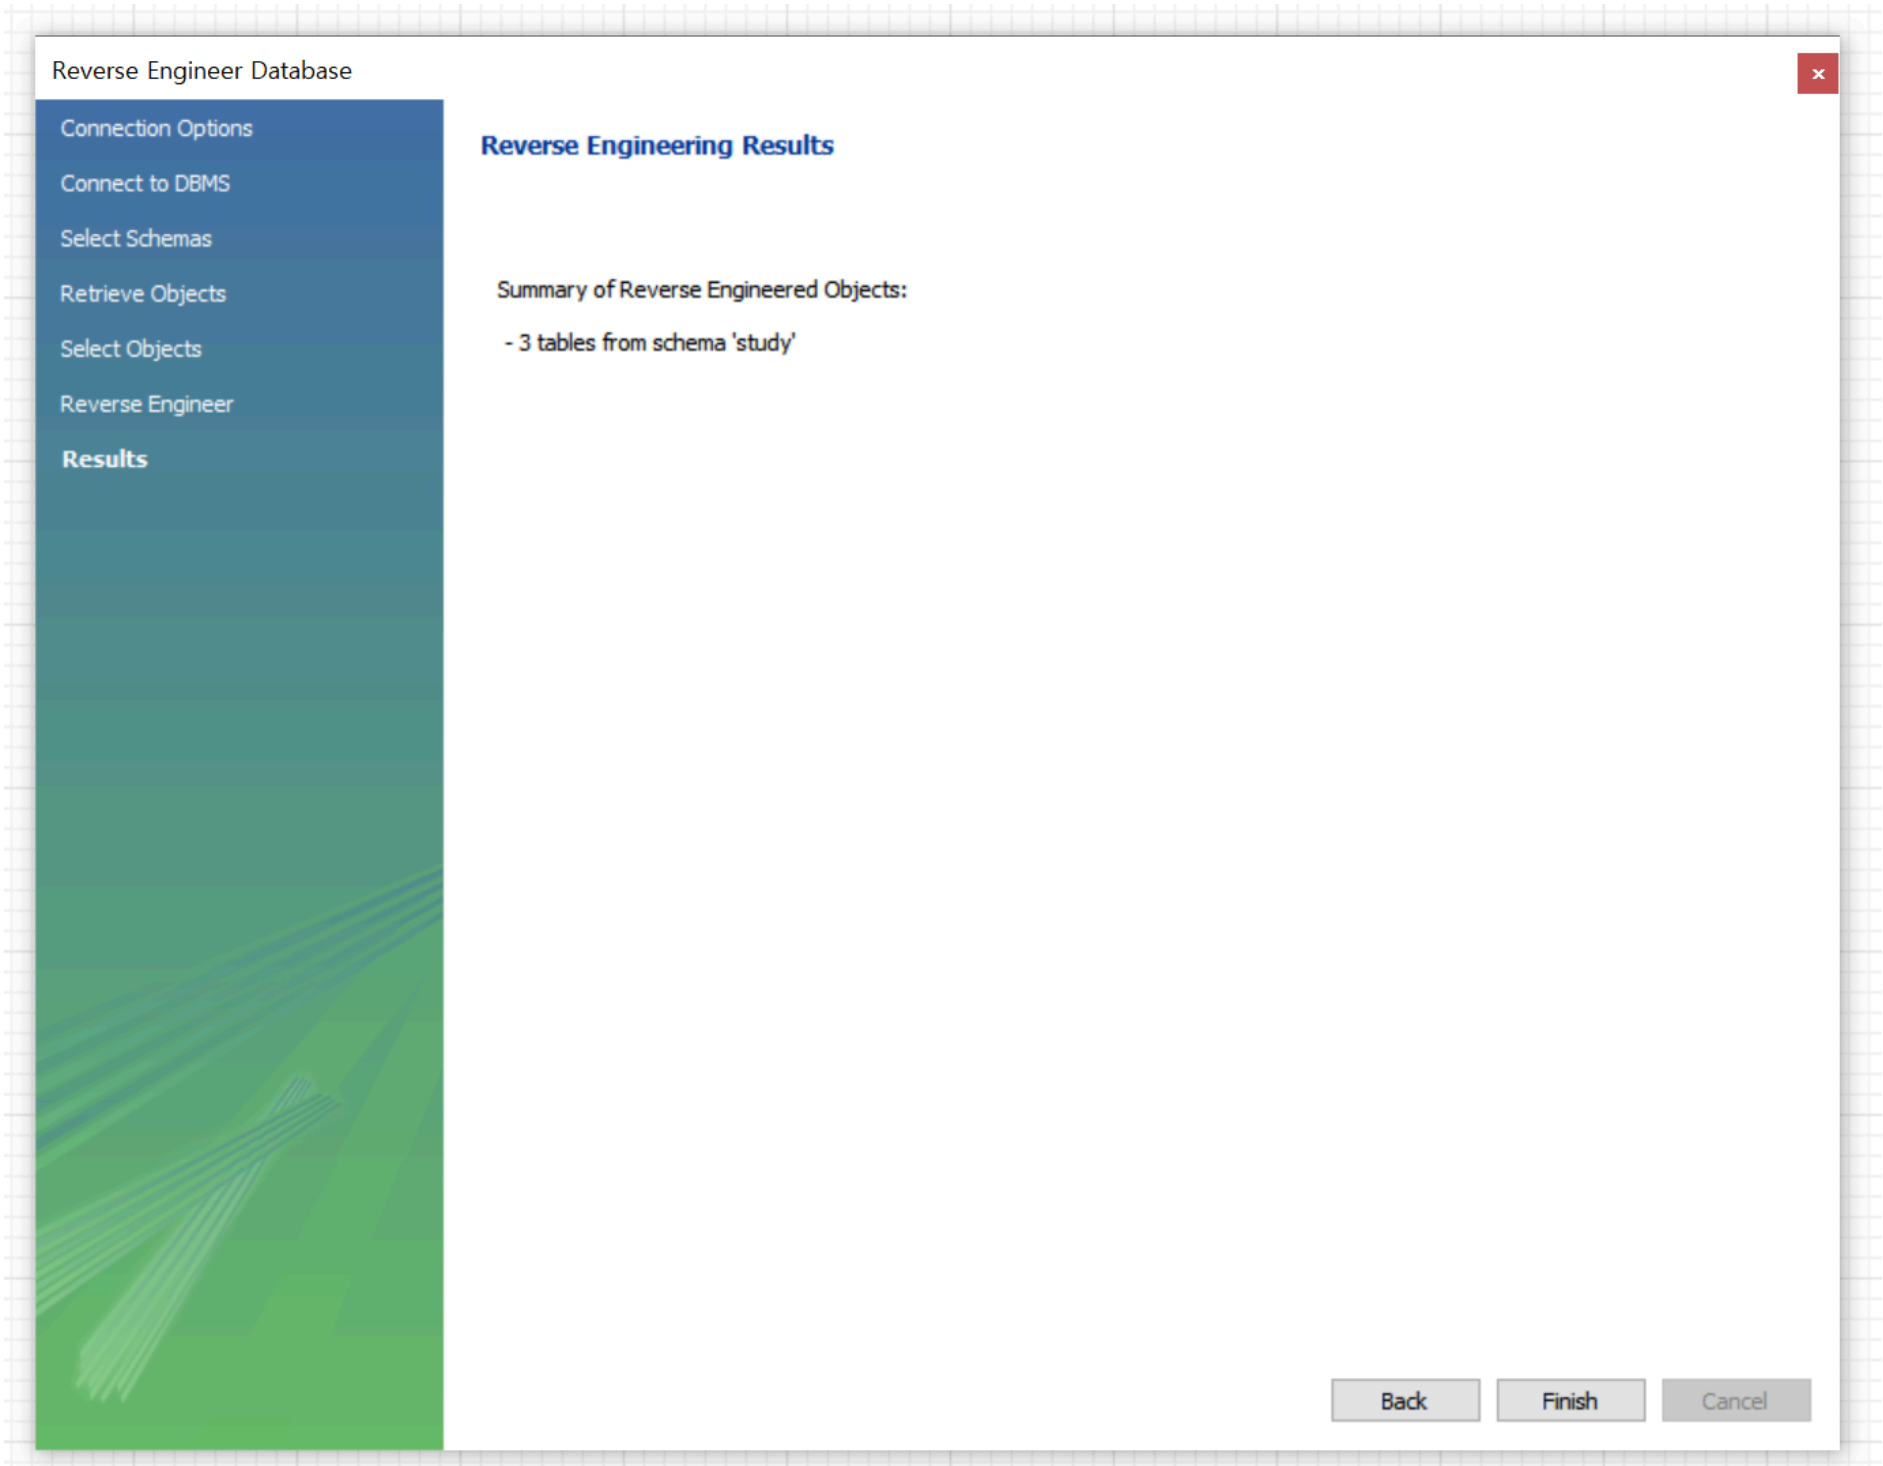 Reverse Engineer Database
x
Connection Options
Connect to DBMS
Select Schemas
Retrieve Objects
Select Objects
Reverse Engineer
Results
Reverse Engineering Results
Summary of Reverse Engineered Objects:
- 3 tables from schema 'study'
Back
Finish
Cancel